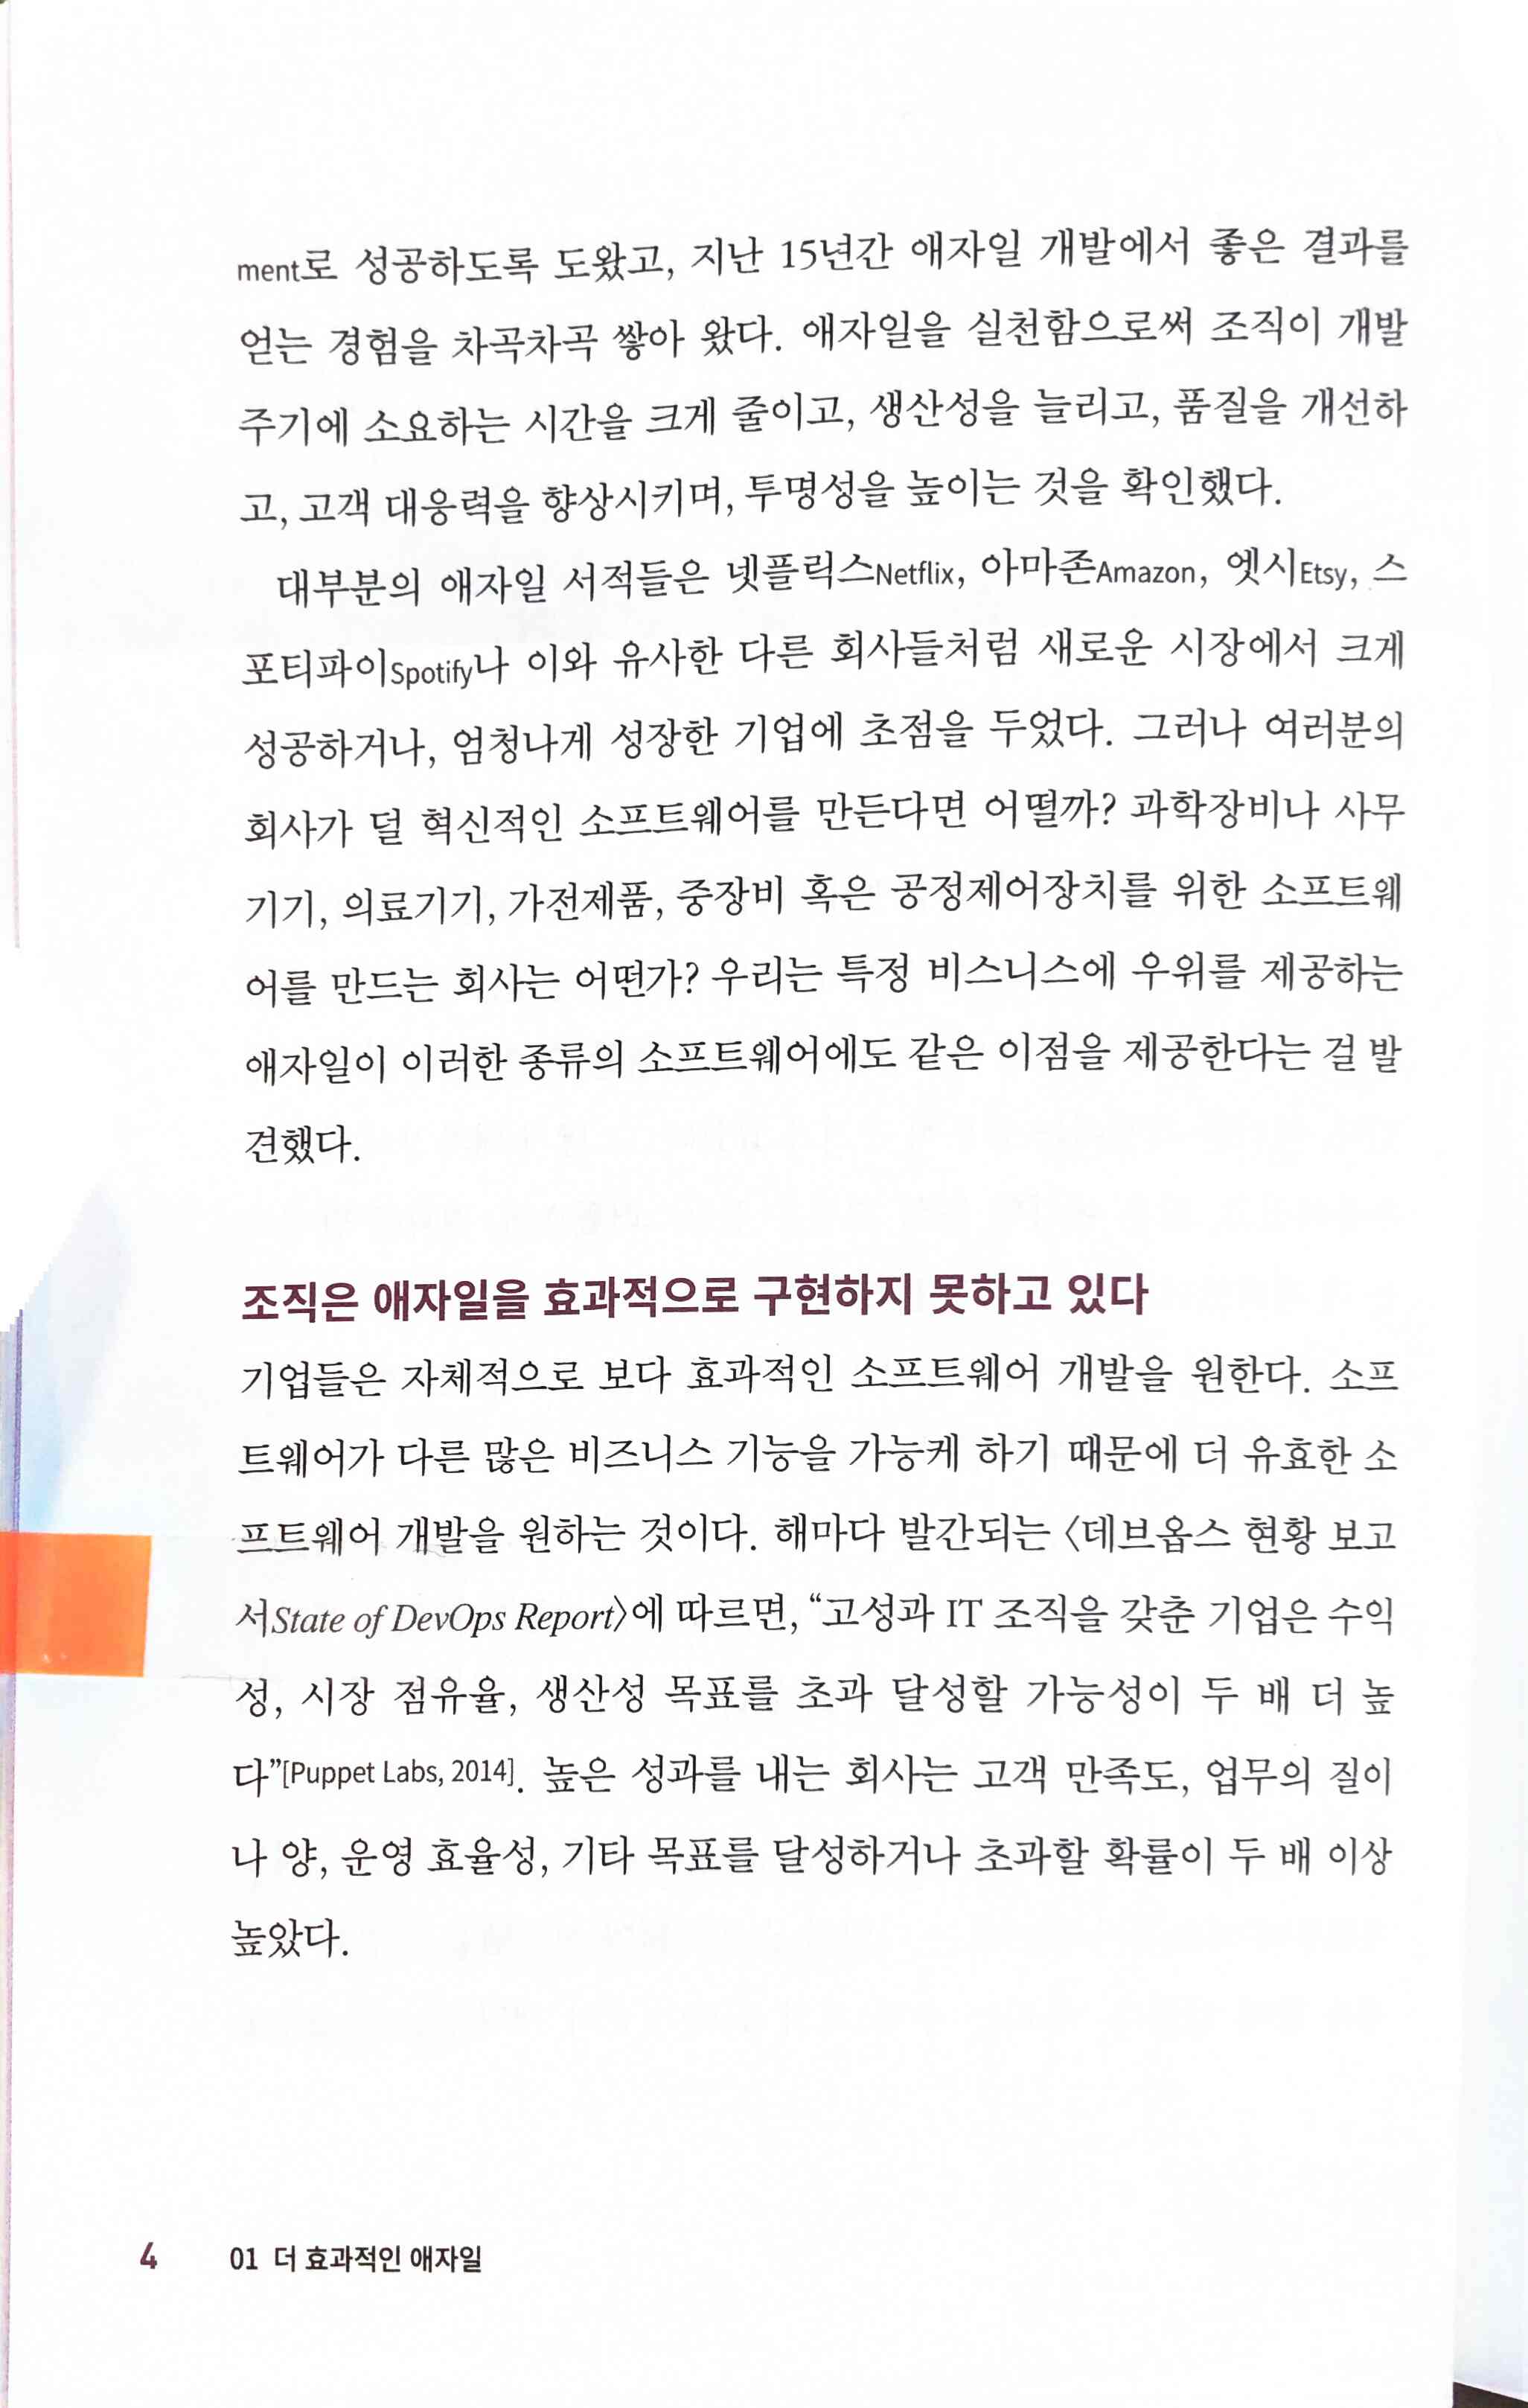 ment로 성공하도록 도왔고, 지난 15년간 애자일 개발에서 좋은 결과를
얻는 경험을 차곡차곡 쌓아 왔다. 애자일을 실천함으로써 조직이 개발
주기에 소요하는 시간을 크게 줄이고, 생산성을 늘리고, 품질을 개선하
고, 고객 대응력을 향상시키며, 투명성을 높이는 것을 확인했다.
대부분의 애자일 서적들은 넷플릭스Netflix, 아마존Amazon, 엣시Etsy, 스
포티파이Spotify나 이와 유사한 다른 회사들처럼 새로운 시장에서 크게
성공하거나, 엄청나게 성장한 기업에 초점을 두었다. 그러나 여러분의
회사가 덜 혁신적인 소프트웨어를 만든다면 어떨까? 과학장비나 사무
기기, 의료기기, 가전제품, 중장비 혹은 공정제어장치를 위한 소프트웨
어를 만드는 회사는 어떤가? 우리는 특정 비스니스에 우위를 제공하는
애자일이 이러한 종류의 소프트웨어에도 같은 이점을 제공한다는 걸 발
견했다.
조직은 애자일을 효과적으로 구현하지 못하고 있다
기업들은 자체적으로 보다 효과적인 소프트웨어 개발을 원한다. 소프
트웨어가 다른 많은 비즈니스 기능을 가능케 하기 때문에 더 유효한 소
프트웨어 개발을 원하는 것이다. 해마다 발간되는 〈데브옵스 현황 보고
서State of DevOps Report〉에 따르면, “고성과 IT 조직을 갖춘 기업은 수익
성, 시장 점유율, 생산성 목표를 초과 달성할 가능성이 두 배 더 높
다”[Puppet Labs, 2014]. 높은 성과를 내는 회사는 고객 만족도, 업무의 질이
나 양, 운영 효율성, 기타 목표를 달성하거나 초과할 확률이 두 배 이상
높았다.
4 01 더 효과적인 애자일